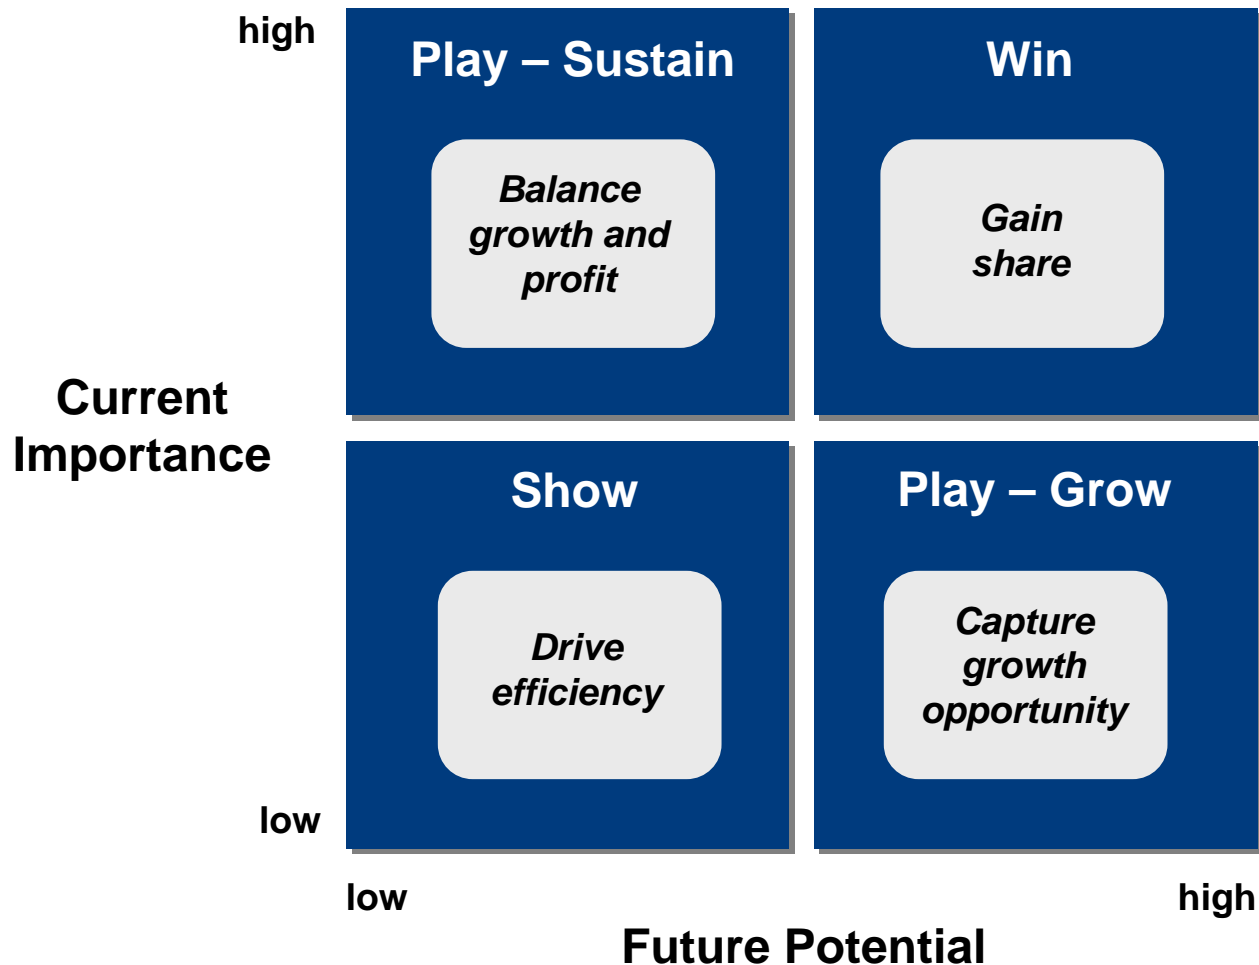 high
Play – Sustain
Win
Balance
growth and
profit
Gain
share
Current
Importance
Show
Play – Grow
Drive
efficiency
Capture
growth
opportunity
low
low
high
Future Potential